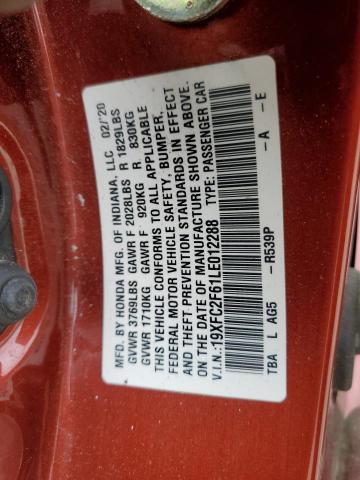 MFD. BY HONDA MFG. OF INDIANA, LLC 02/'20
GVWR 3769LBS GAWR F 2028LBS R 1829LBS
GVWR 1710KG GAWR F 920KG R 830KG
THIS VEHICLE CONFORMS TO ALL APPLICABLE
FEDERAL MOTOR VEHICLE SAFETY, BUMPER,
AND THEFT PREVENTION STANDARDS IN EFFECT
ON THE DATE OF MANUFACTURE SHOWN ABOVE.
V.I.N.:19XFC2F61LE012288 TYPE: PASSENGER CAR
TBA L AG5 -R539P -A -E